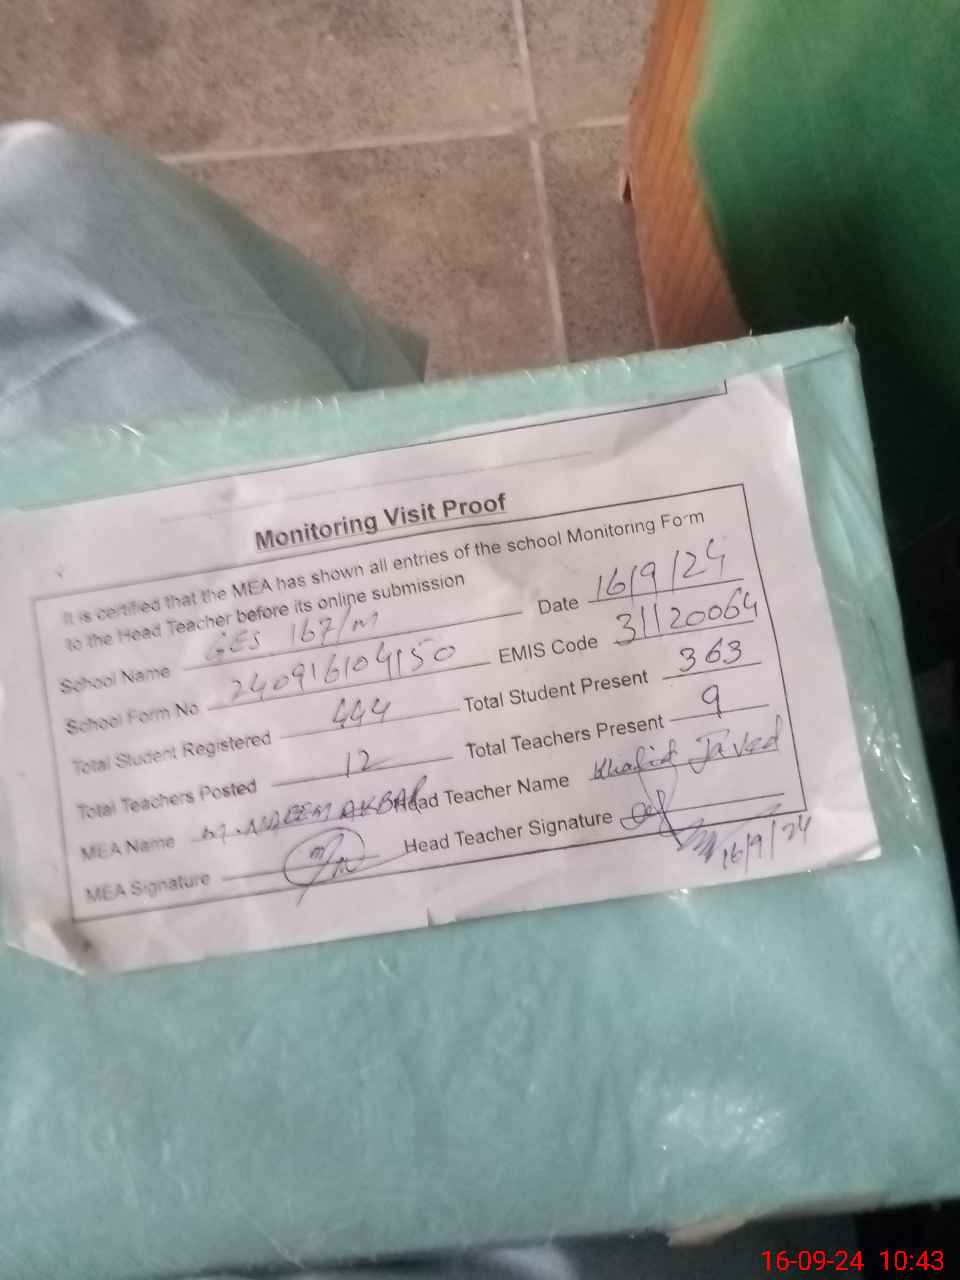 Monitoring Visit Proof
It is certified that the MEA has shown all entries of the school Monitoring Form
to the Head Teacher before its online submission
School Name GES 167/M Date 16/9/24
School Form No 240916104150 EMIS Code 31120064
Total Student Registered 444 Total Student Present 363
Total Teachers Posted 12 Total Teachers Present 9
MEA Name M. NAEEM AKBAR Head Teacher Name Khalid Javed
MEA Signature Head Teacher Signature
16/9/24
16-09-24 10:43